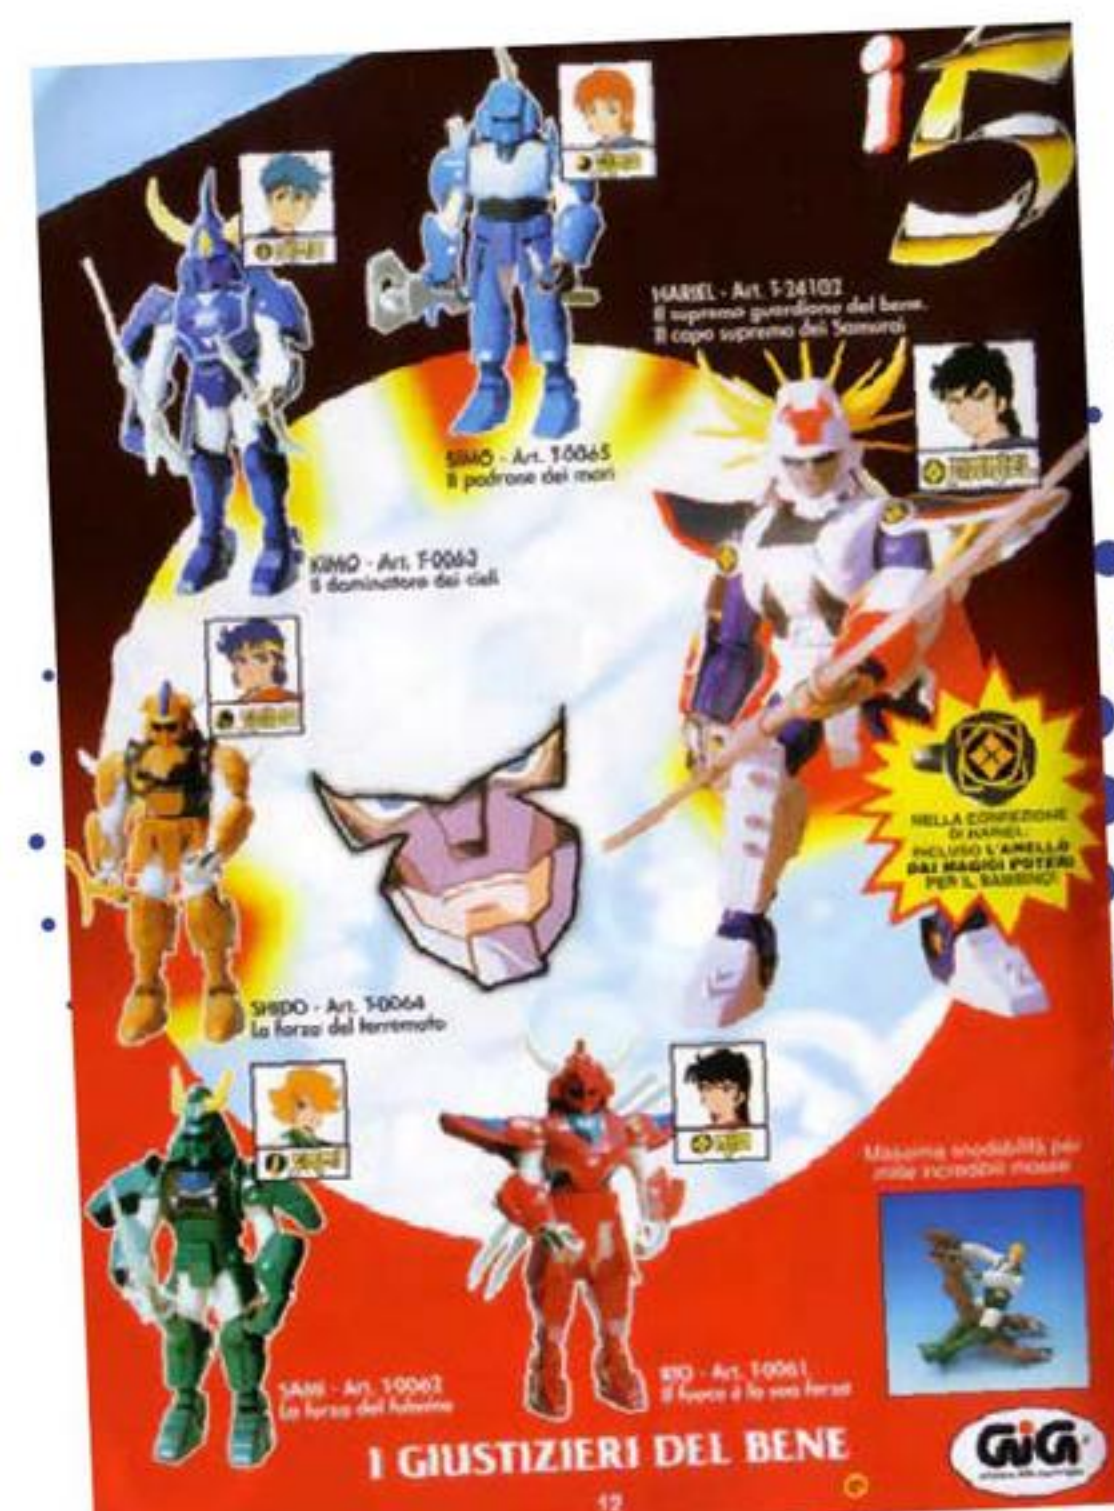 i5
HARIEL - Art. T-24102
Il supremo guardiano del bene.
Il capo supremo dei Samurai
SIMO - Art. T-0065
Il padrone dei mari
KIMO - Art. T-0063
Il dominatore dei cieli
NELLA CONFEZIONE
DI HARIEL:
INCLUSO L'ANELLO
DAI MAGICI POTERI
PER IL BAMBINO!
SHIDO - Art. T-0064
La forza del terremoto
Massima snodabilità per
mille incredibili mosse
SAMI - Art. T-0062
La forza del fulmine
RIO - Art. T-0061
Il fuoco è la sua forza
I GIUSTIZIERI DEL BENE
GiG
12